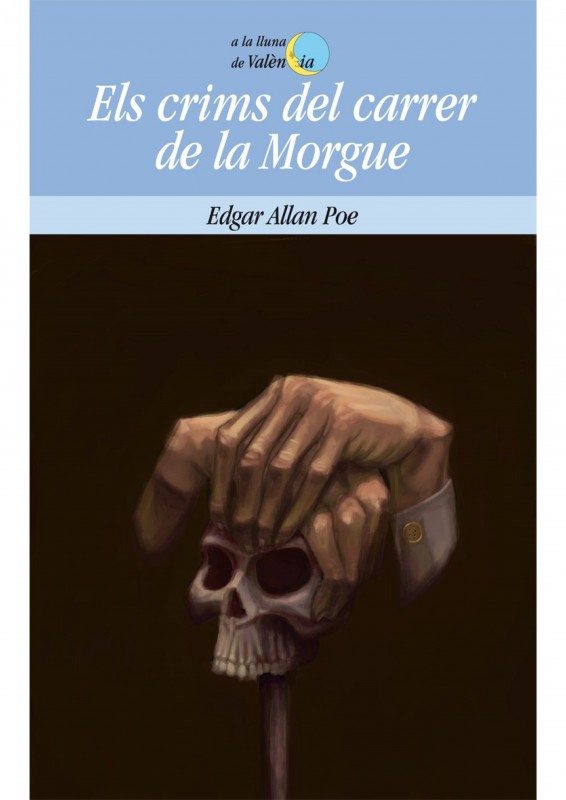 a la lluna
de València
Els crims del carrer
de la Morgue
Edgar Allan Poe